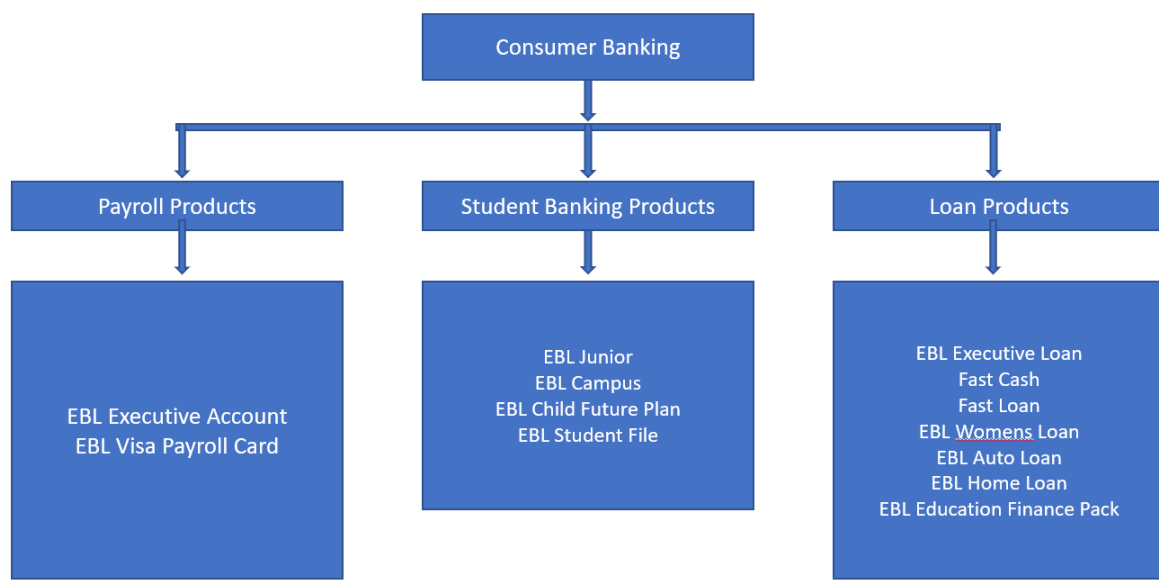 Consumer Banking
Payroll Products
Student Banking Products
Loan Products
EBL Executive Account
EBL Visa Payroll Card
EBL Junior
EBL Campus
EBL Child Future Plan
EBL Student File
EBL Executive Loan
Fast Cash
Fast Loan
EBL Womens Loan
EBL Auto Loan
EBL Home Loan
EBL Education Finance Pack